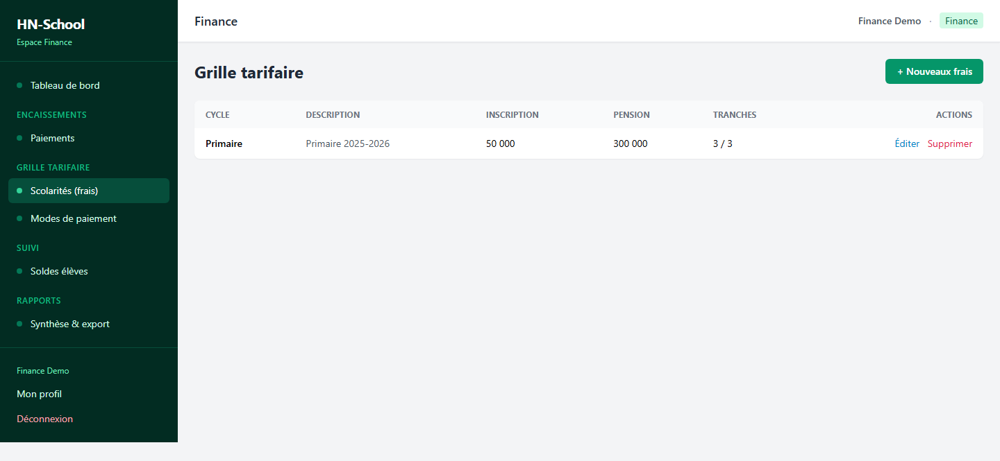 HN-School
Espace Finance
Tableau de bord
ENCAISSEMENTS
Paiements
GRILLE TARIFAIRE
Scolarités (frais)
Modes de paiement
SUIVI
Soldes élèves
RAPPORTS
Synthèse & export
Finance Demo
Mon profil
Déconnexion
Finance
Finance Demo · Finance
Grille tarifaire
+ Nouveaux frais
CYCLE DESCRIPTION INSCRIPTION PENSION TRANCHES ACTIONS
Primaire Primaire 2025-2026 50 000 300 000 3 / 3 Éditer Supprimer